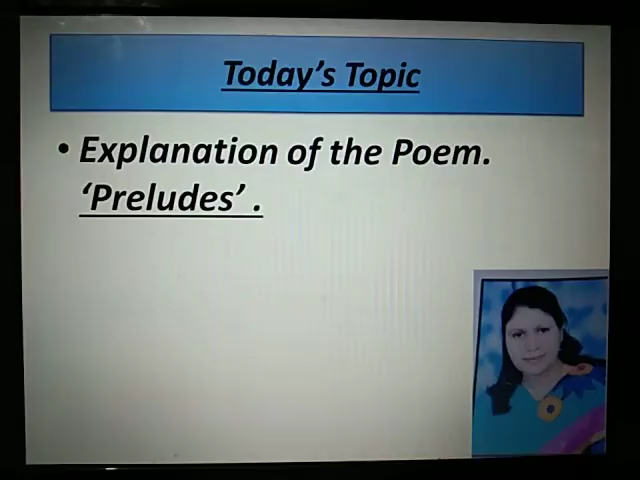 Today's Topic
• Explanation of the Poem.
‘Preludes’ .